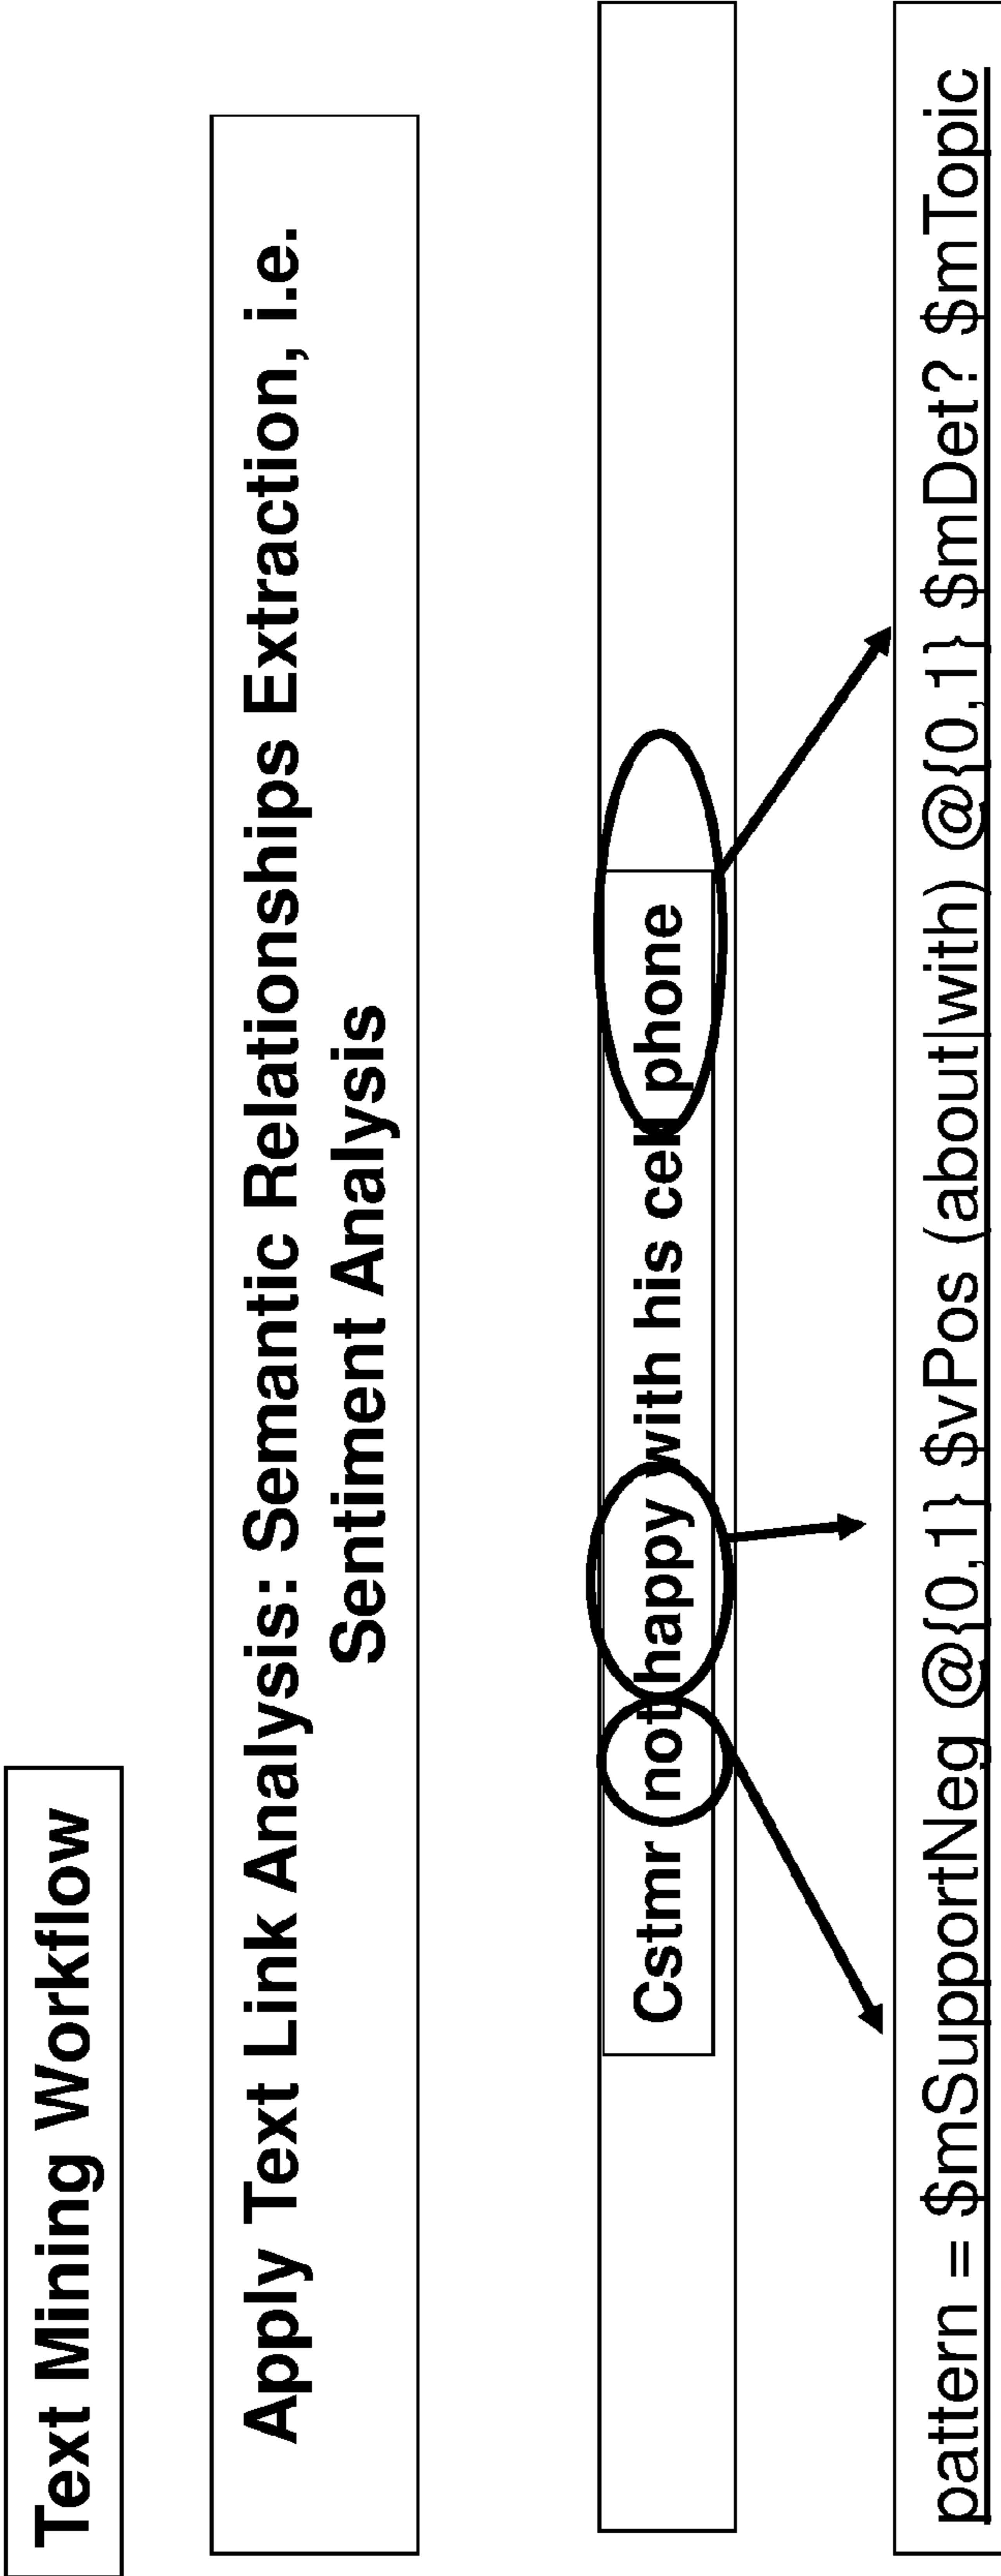 Text Mining Workflow
Apply Text Link Analysis: Semantic Relationships Extraction, i.e.
Sentiment Analysis
Cstmr not happy with his cell phone
pattern = $mSupportNeg @{0,1} $vPos (about|with) @{0,1} $mDet? $mTopic